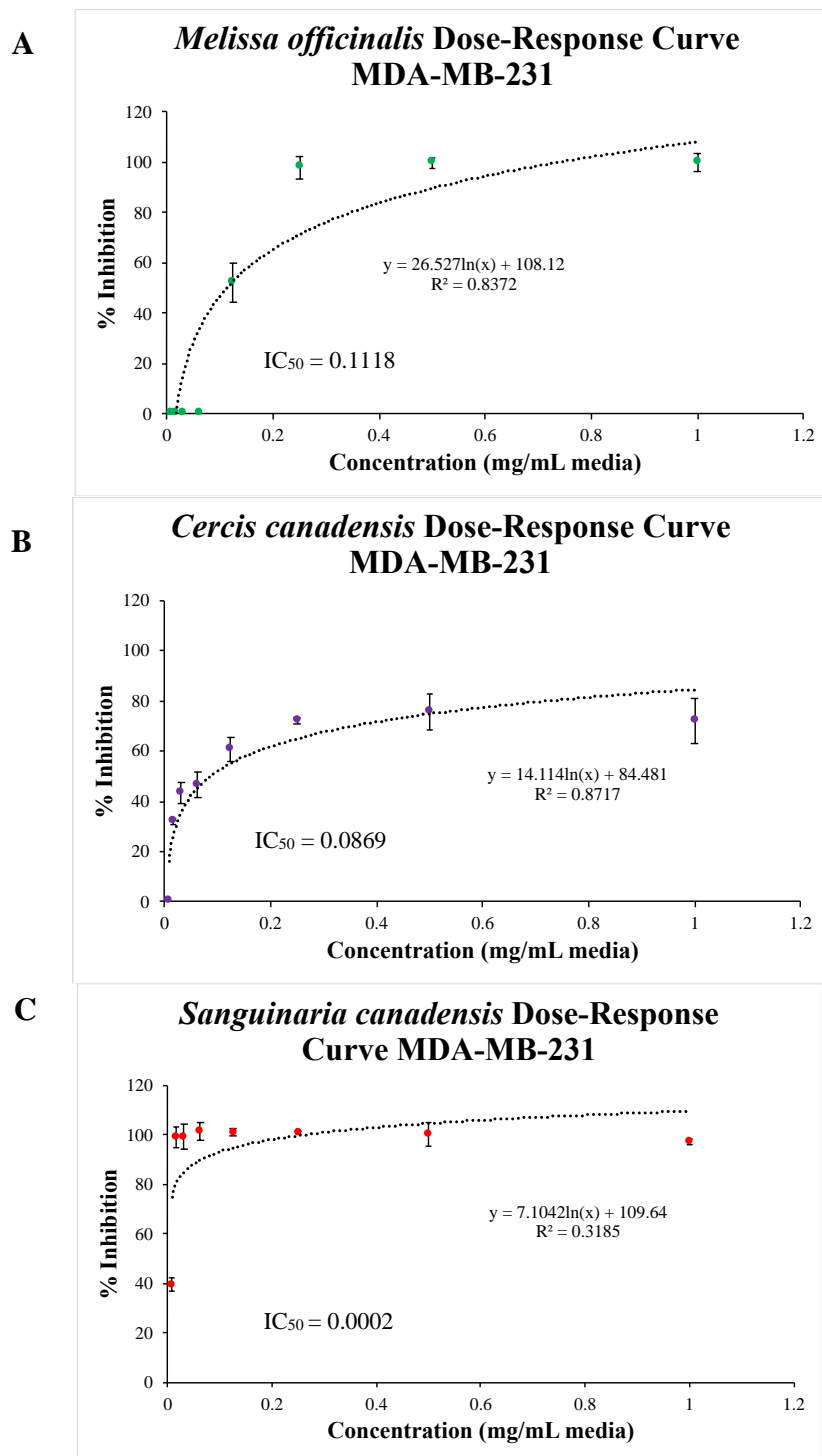 A
Melissa officinalis Dose-Response Curve
MDA-MB-231
120
100
80
60
40
20
0
% Inhibition
y = 26.527ln(x) + 108.12
R² = 0.8372
IC₅₀ = 0.1118
0 0.2 0.4 0.6 0.8 1 1.2
Concentration (mg/mL media)
B
Cercis canadensis Dose-Response Curve
MDA-MB-231
120
100
80
60
40
20
0
% Inhibition
y = 14.114ln(x) + 84.481
R² = 0.8717
IC₅₀ = 0.0869
0 0.2 0.4 0.6 0.8 1 1.2
Concentration (mg/mL media)
C
Sanguinaria canadensis Dose-Response
Curve MDA-MB-231
120
100
80
60
40
20
0
% Inhibition
y = 7.1042ln(x) + 109.64
R² = 0.3185
IC₅₀ = 0.0002
0 0.2 0.4 0.6 0.8 1 1.2
Concentration (mg/mL media)